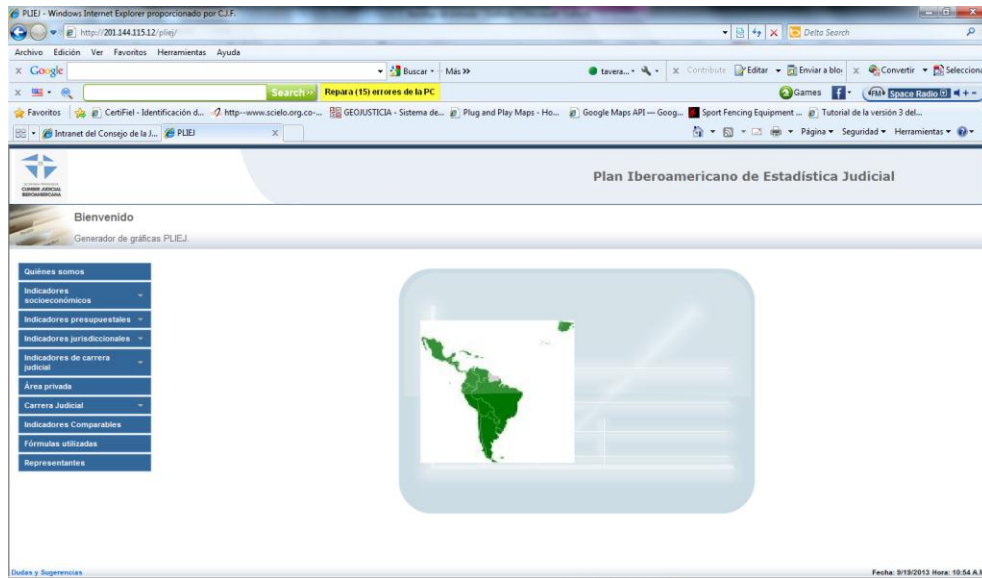 PLIEJ - Windows Internet Explorer proporcionado por C.J.F.
http://201.144.115.12/pliej/
Delta Search
Archivo Edición Ver Favoritos Herramientas Ayuda
x Google Buscar Más >> tavera... x Contribute Editar Enviar a blo x Convertir Selecciona
x Search Repara (15) errores de la PC Games Space Radio
Favoritos CertiFiel - Identificación d... http--www.scielo.org.co-... GEOJUSTICIA - Sistema de... Plug and Play Maps - Ho... Google Maps API — Goog... Sport Fencing Equipment ... Tutorial de la versión 3 del...
Intranet del Consejo de la J... PLIEJ x Página Seguridad Herramientas
CUMBRE JUDICIAL
IBEROAMERICANA
Plan Iberoamericano de Estadística Judicial
Bienvenido
Generador de gráficas PLIEJ.
Quiénes somos
Indicadores
socioeconómicos
Indicadores presupuestales
Indicadores jurisdiccionales
Indicadores de carrera
judicial
Área privada
Carrera Judicial
Indicadores Comparables
Fórmulas utilizadas
Representantes
Dudas y Sugerencias
Fecha: 9/19/2013 Hora: 10:54 A.M